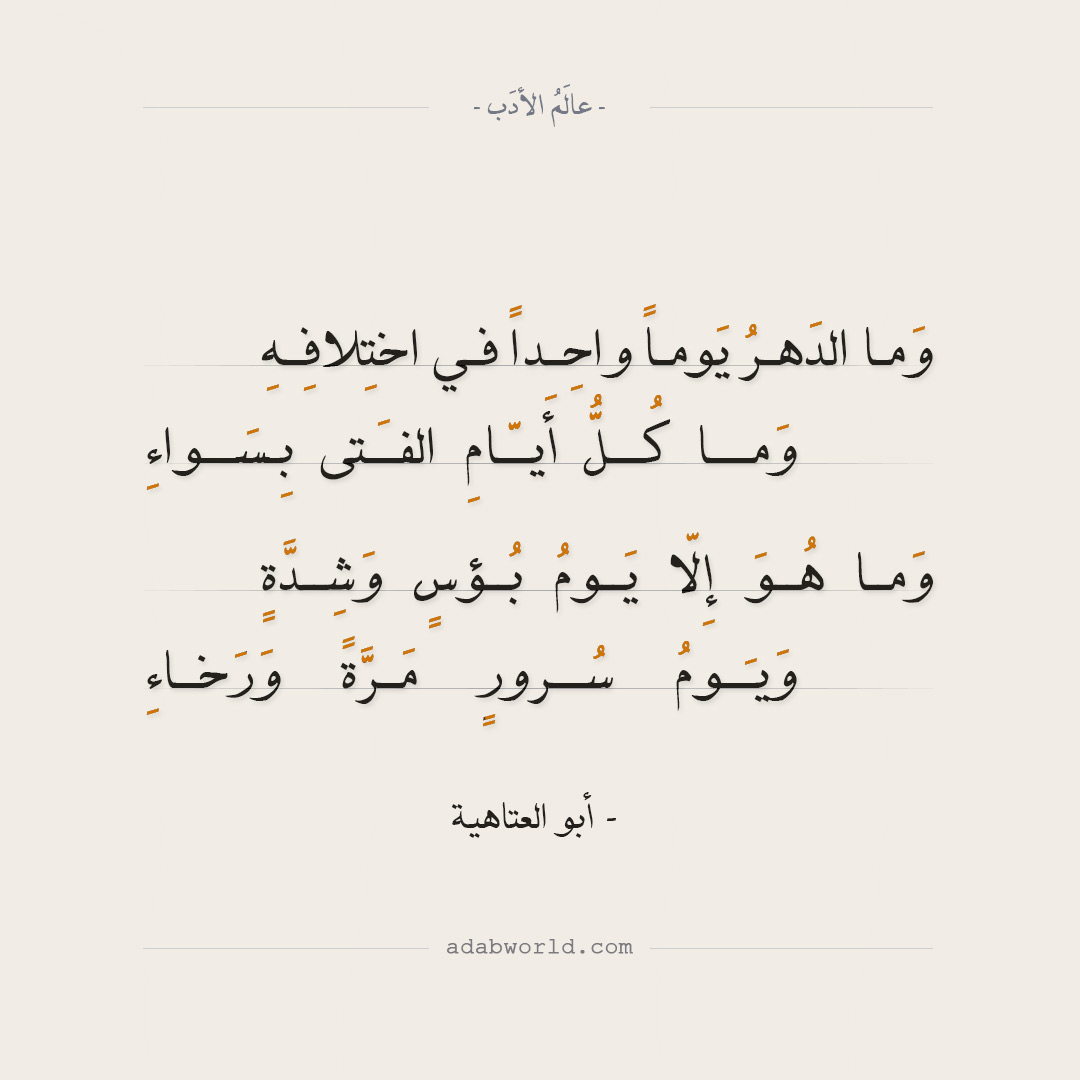 - عالَمُ الأدَب -
وَما الدَهرُ يَوماً واحِداً في اختِلافِهِ
وَما كُلُّ أَيّامِ الفَتى بِسَواءِ
وَما هُوَ إِلّا يَومُ بُؤسٍ وَشِدَّةٍ
وَيَومُ سُرورٍ مَرَّةً وَرَخاءِ
- أبو العتاهية
adabworld.com